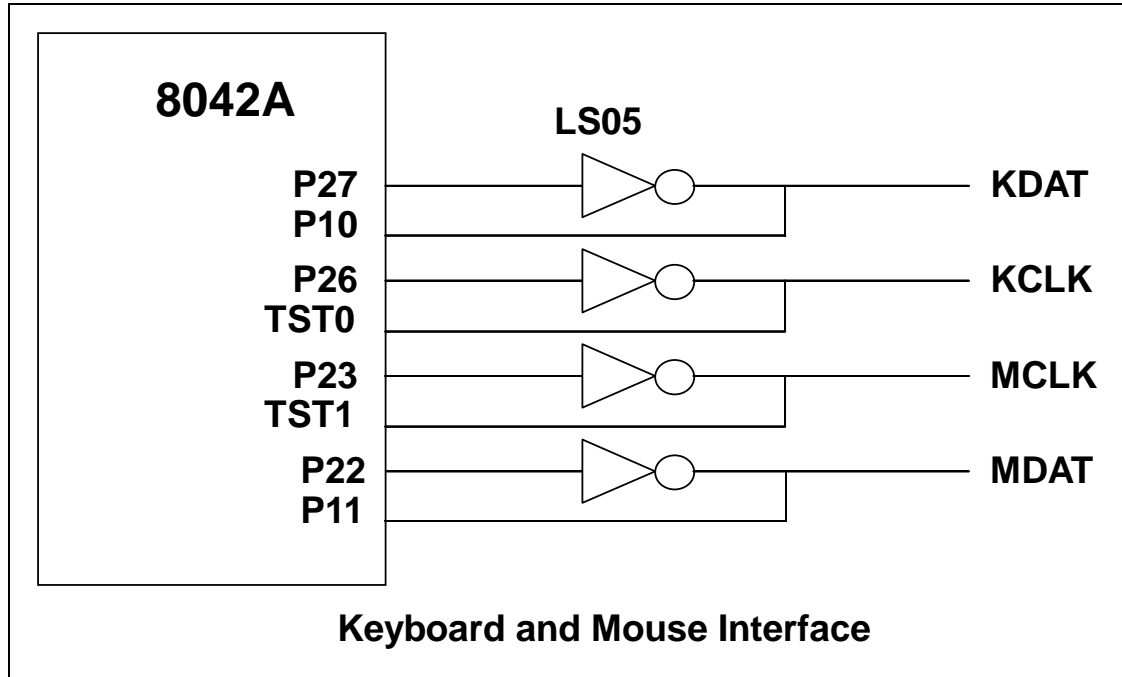 8042A
LS05
P27
KDAT
P10
P26
KCLK
TST0
P23
MCLK
TST1
P22
MDAT
P11
Keyboard and Mouse Interface